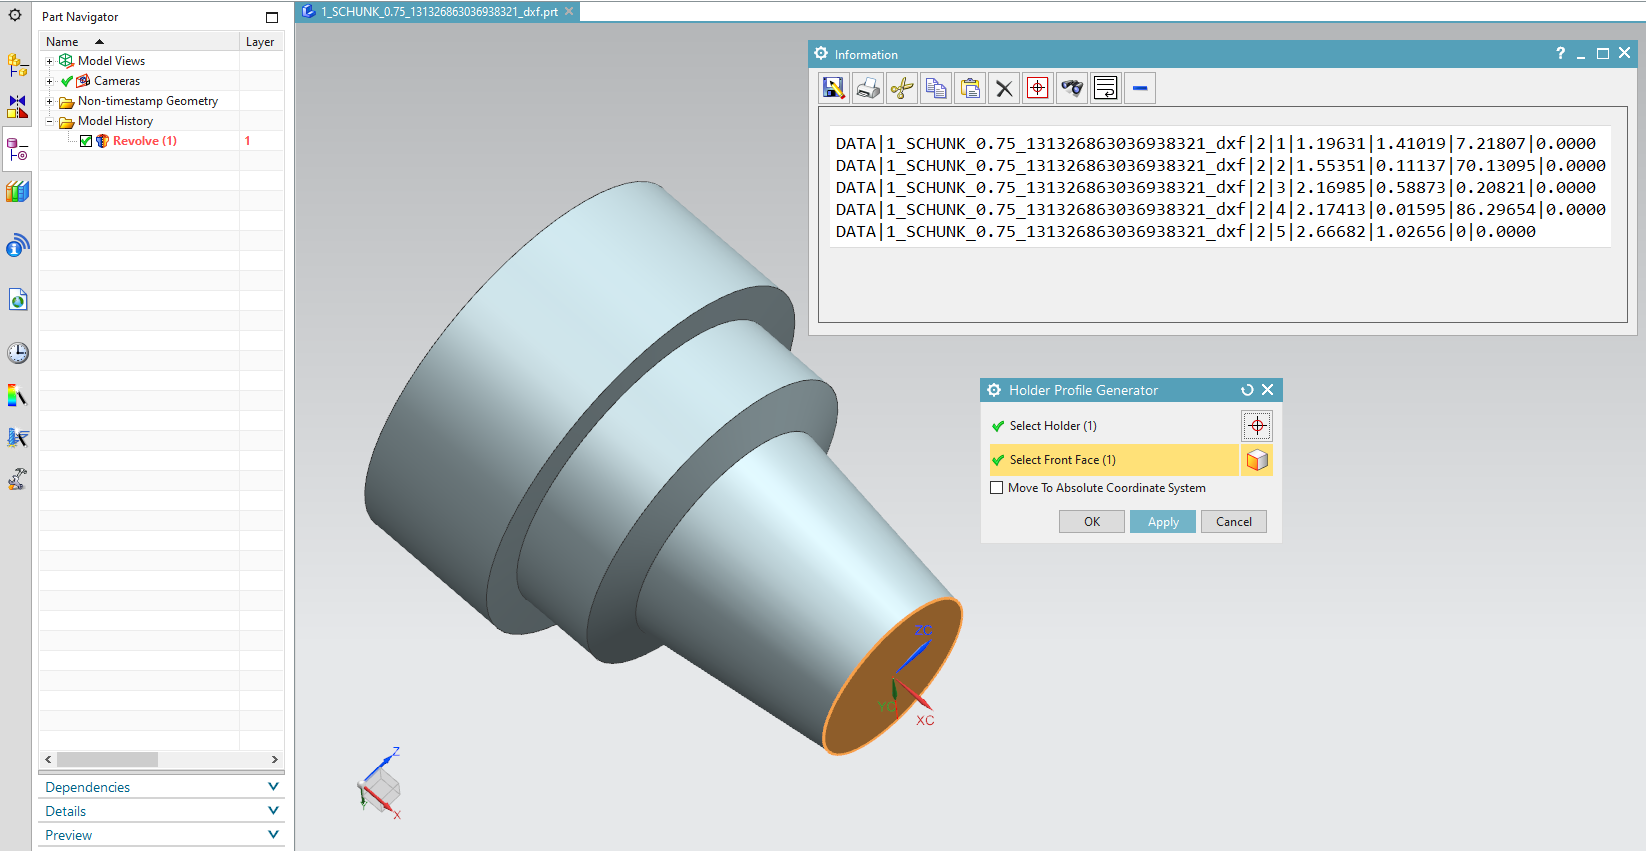 Part Navigator
Name
Layer
Model Views
Cameras
Non-timestamp Geometry
Model History
Revolve (1)
1
Dependencies
Details
Preview
1_SCHUNK_0.75_131326863036938321_dxf.prt
Information
?
DATA|1_SCHUNK_0.75_131326863036938321_dxf|2|1|1.19631|1.41019|7.21807|0.0000
DATA|1_SCHUNK_0.75_131326863036938321_dxf|2|2|1.55351|0.11137|70.13095|0.0000
DATA|1_SCHUNK_0.75_131326863036938321_dxf|2|3|2.16985|0.58873|0.20821|0.0000
DATA|1_SCHUNK_0.75_131326863036938321_dxf|2|4|2.17413|0.01595|86.29654|0.0000
DATA|1_SCHUNK_0.75_131326863036938321_dxf|2|5|2.66682|1.02656|0|0.0000
Holder Profile Generator
Select Holder (1)
Select Front Face (1)
Move To Absolute Coordinate System
OK
Apply
Cancel
ZC
YC
XC
Z
X